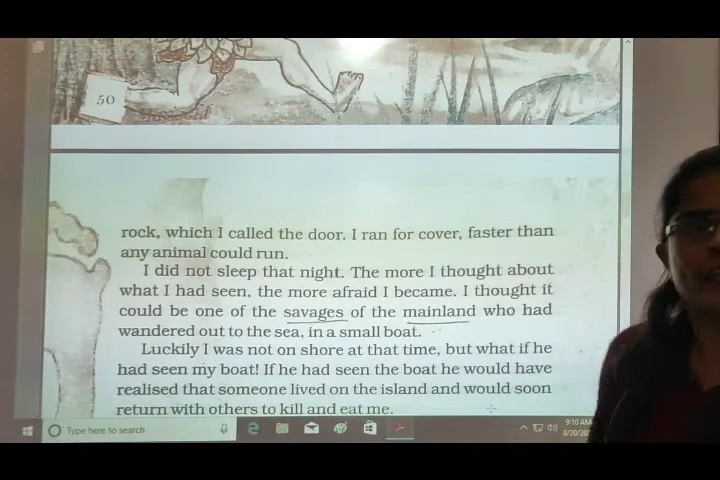 50
rock, which I called the door. I ran for cover, faster than
any animal could run.
I did not sleep that night. The more I thought about
what I had seen, the more afraid I became. I thought it
could be one of the savages of the mainland who had
wandered out to the sea, in a small boat.
Luckily I was not on shore at that time, but what if he
had seen my boat! If he had seen the boat he would have
realised that someone lived on the island and would soon
return with others to kill and eat me.
Type here to search
9:10 AM